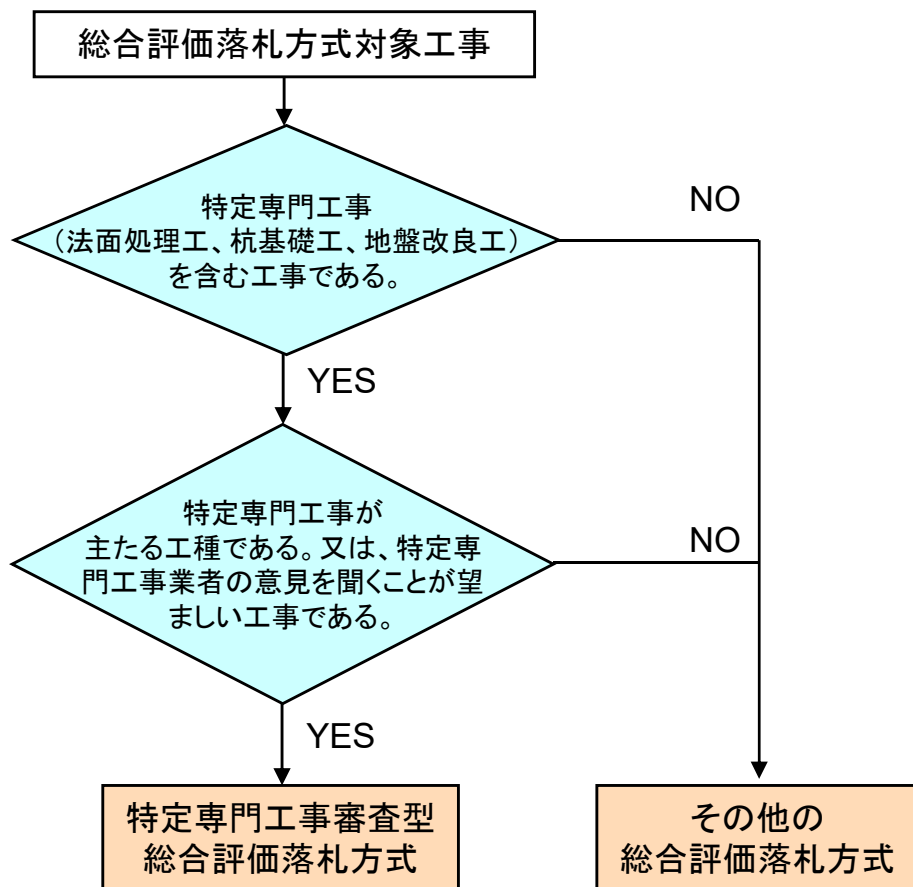 総合評価落札方式対象工事
特定専門工事
（法面処理工、杭基礎工、地盤改良工）
を含む工事である。
NO
YES
特定専門工事が
主たる工種である。又は、特定専
門工事業者の意見を聞くことが望
ましい工事である。
NO
YES
特定専門工事審査型
総合評価落札方式
その他の
総合評価落札方式